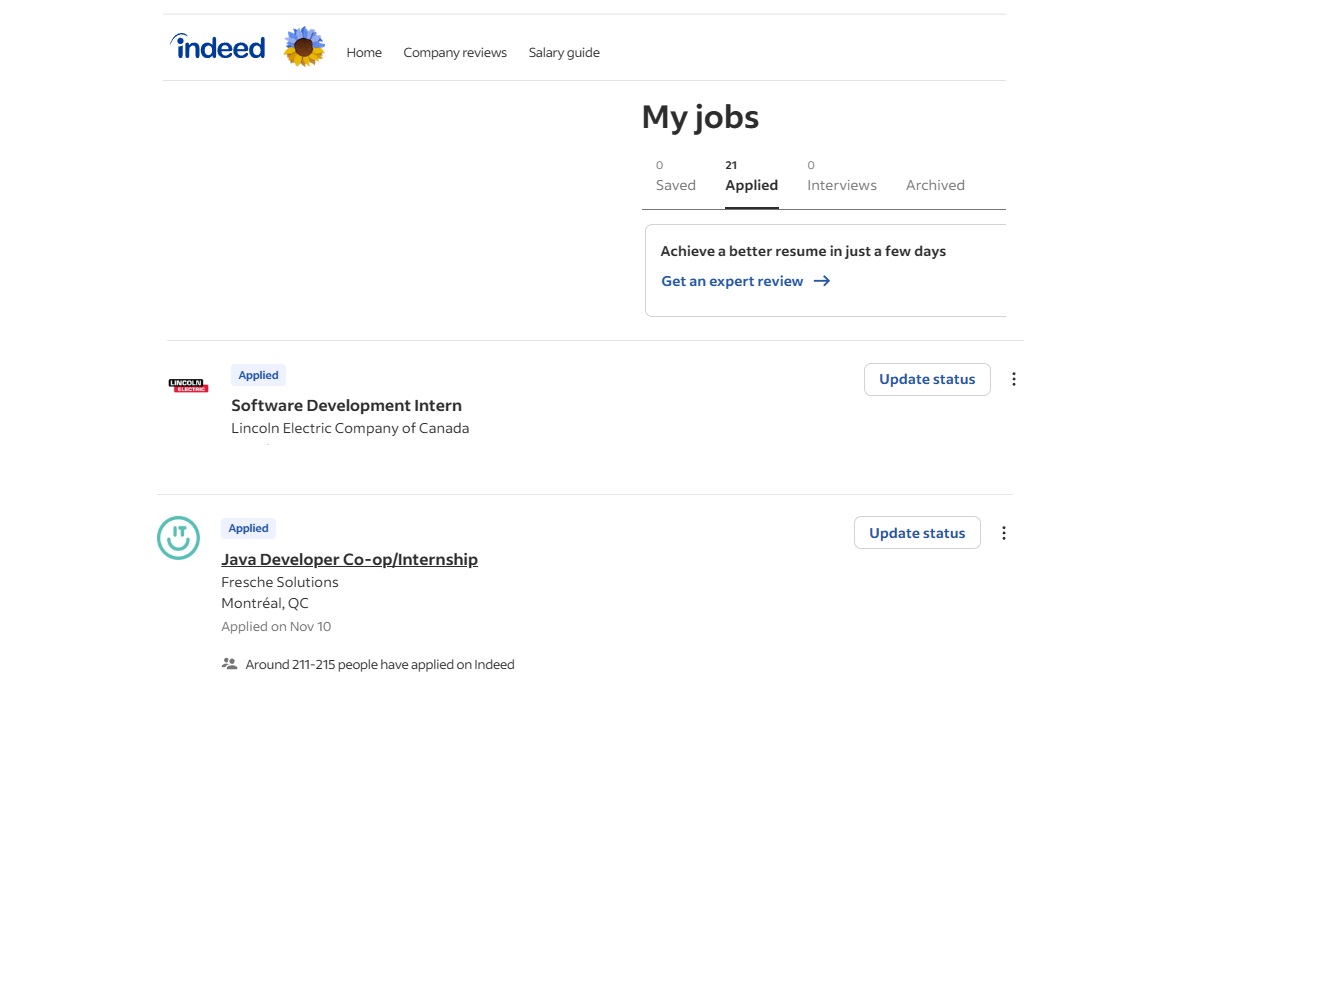 indeed
Home Company reviews Salary guide
My jobs
0 21 0
Saved Applied Interviews Archived
Achieve a better resume in just a few days
Get an expert review →
LINCOLN
ELECTRIC
Applied
Update status
Software Development Intern
Lincoln Electric Company of Canada
IT
Applied
Update status
Java Developer Co-op/Internship
Fresche Solutions
Montréal, QC
Applied on Nov 10
Around 211-215 people have applied on Indeed